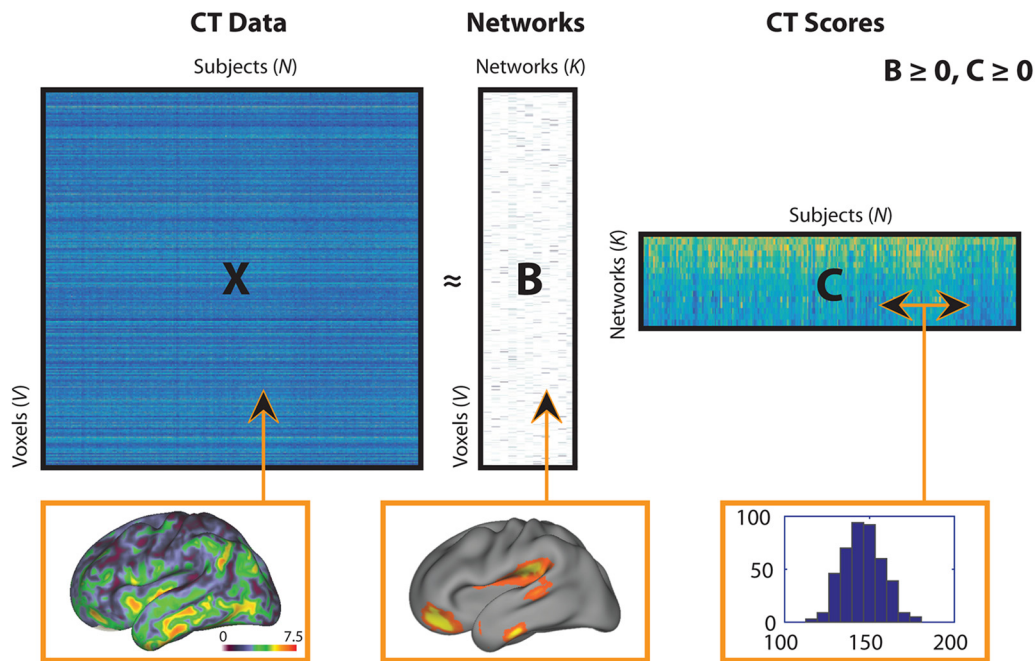 CT Data
Networks
CT Scores
Subjects (N)
Networks (K)
B ≥ 0, C ≥ 0
Voxels (V)
X
≈
Voxels (V)
B
Subjects (N)
Networks (K)
C
0 7.5
100
50
0
100 150 200